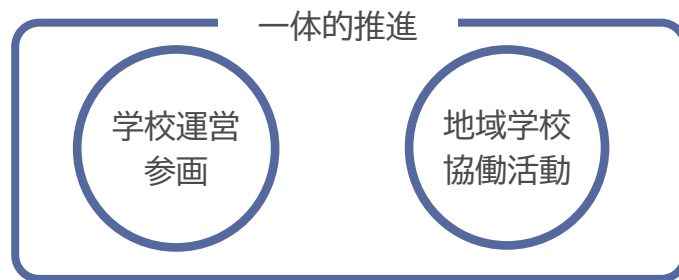 一体的推進
学校運営
参画
地域学校
協働活動